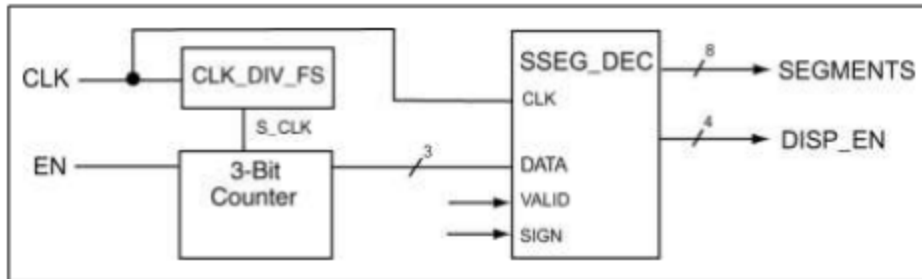 CLK
CLK_DIV_FS
S_CLK
EN
3-Bit
Counter
3
SSEG_DEC
CLK
DATA
VALID
SIGN
8
SEGMENTS
4
DISP_EN